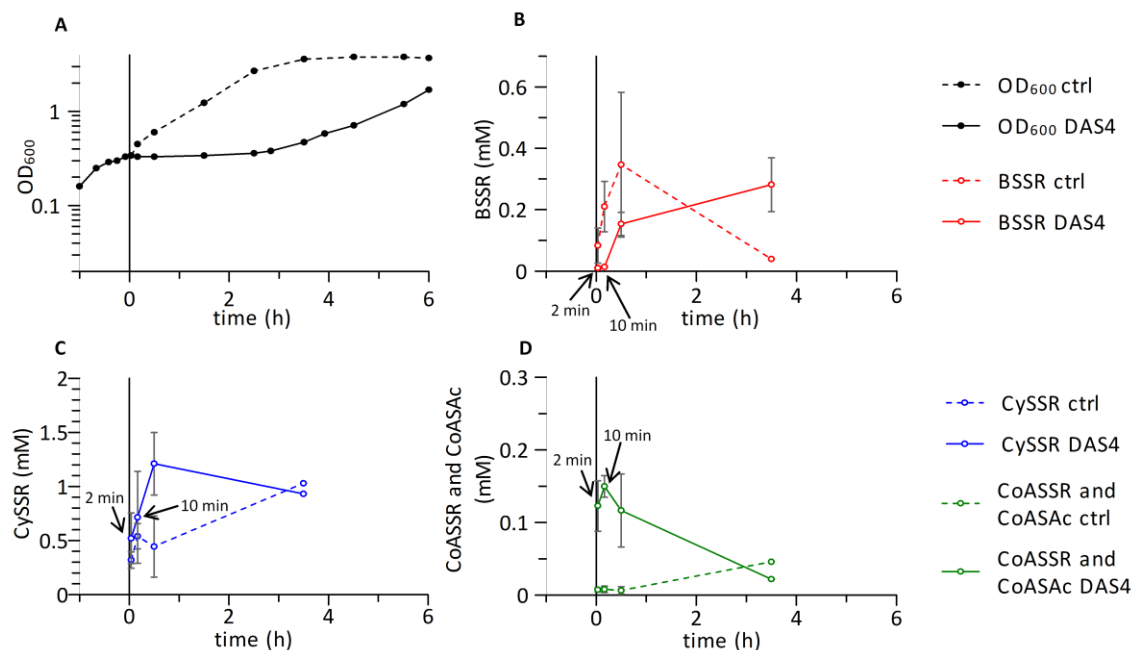 A
OD600
1
0.1
0
2
4
6
time (h)
B
BSSR (mM)
0.6
0.4
0.2
0
2 min
10 min
0
2
4
6
time (h)
OD600 ctrl
OD600 DAS4
BSSR ctrl
BSSR DAS4
C
CySSR (mM)
2
1.5
1
0.5
0
2 min
10 min
0
2
4
6
time (h)
D
CoASSR and CoASAc
(mM)
0.3
0.2
0.1
0
2 min
10 min
0
2
4
6
time (h)
CySSR ctrl
CySSR DAS4
CoASSR and
CoASAc ctrl
CoASSR and
CoASAc DAS4